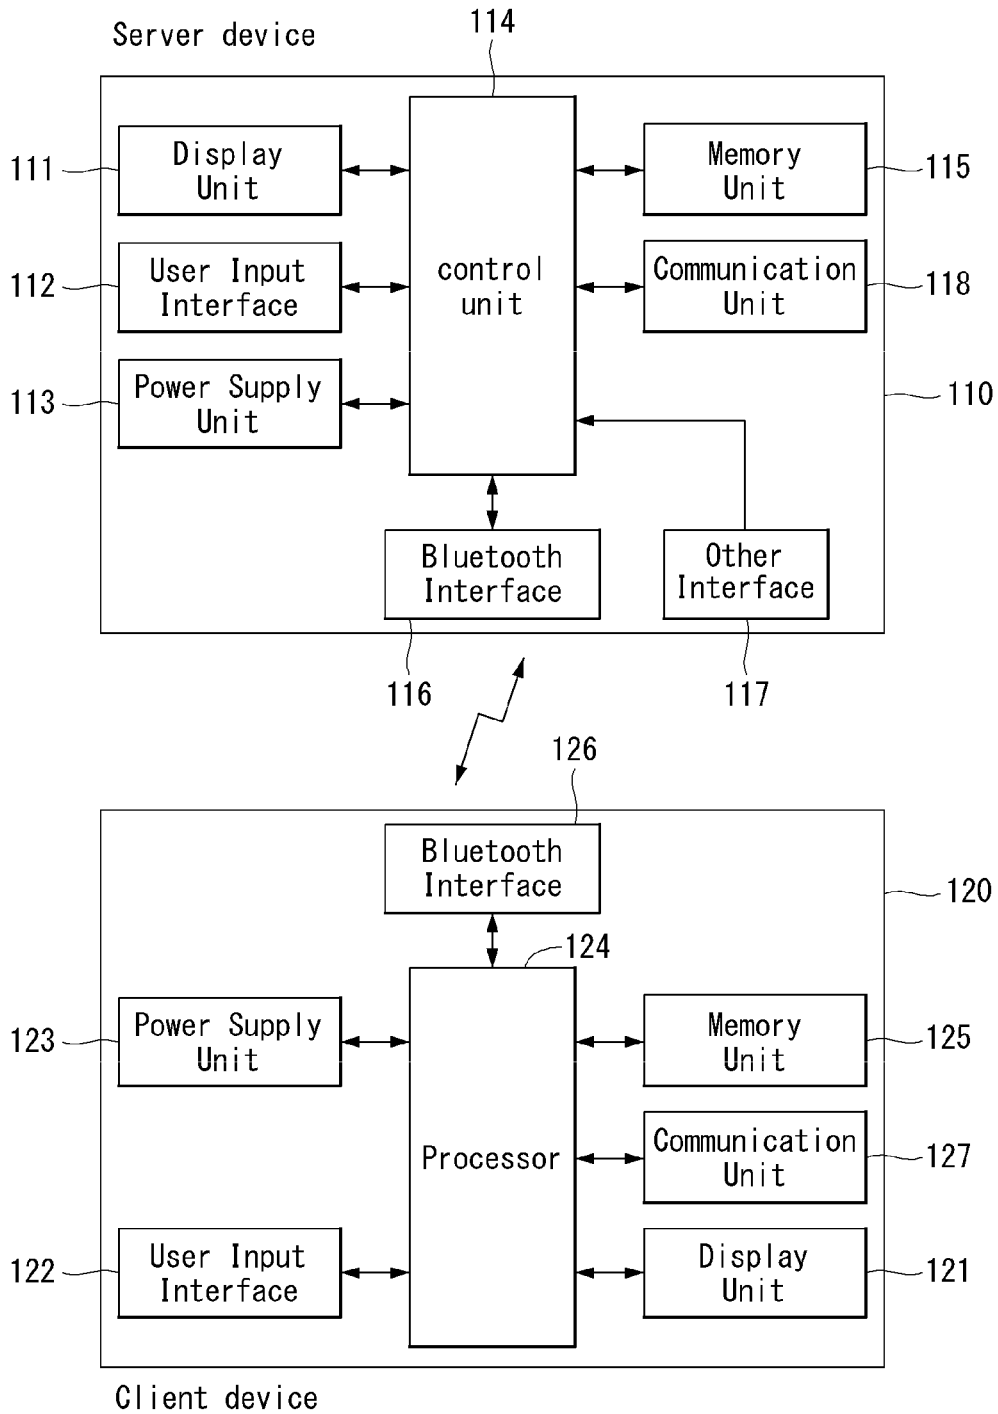 Server device
114
111
Display
Unit
112
User Input
Interface
113
Power Supply
Unit
control
unit
Memory
Unit
115
Communication
Unit
118
110
Bluetooth
Interface
116
Other
Interface
117
126
Bluetooth
Interface
120
124
123
Power Supply
Unit
Processor
Memory
Unit
125
Communication
Unit
127
122
User Input
Interface
Display
Unit
121
Client device